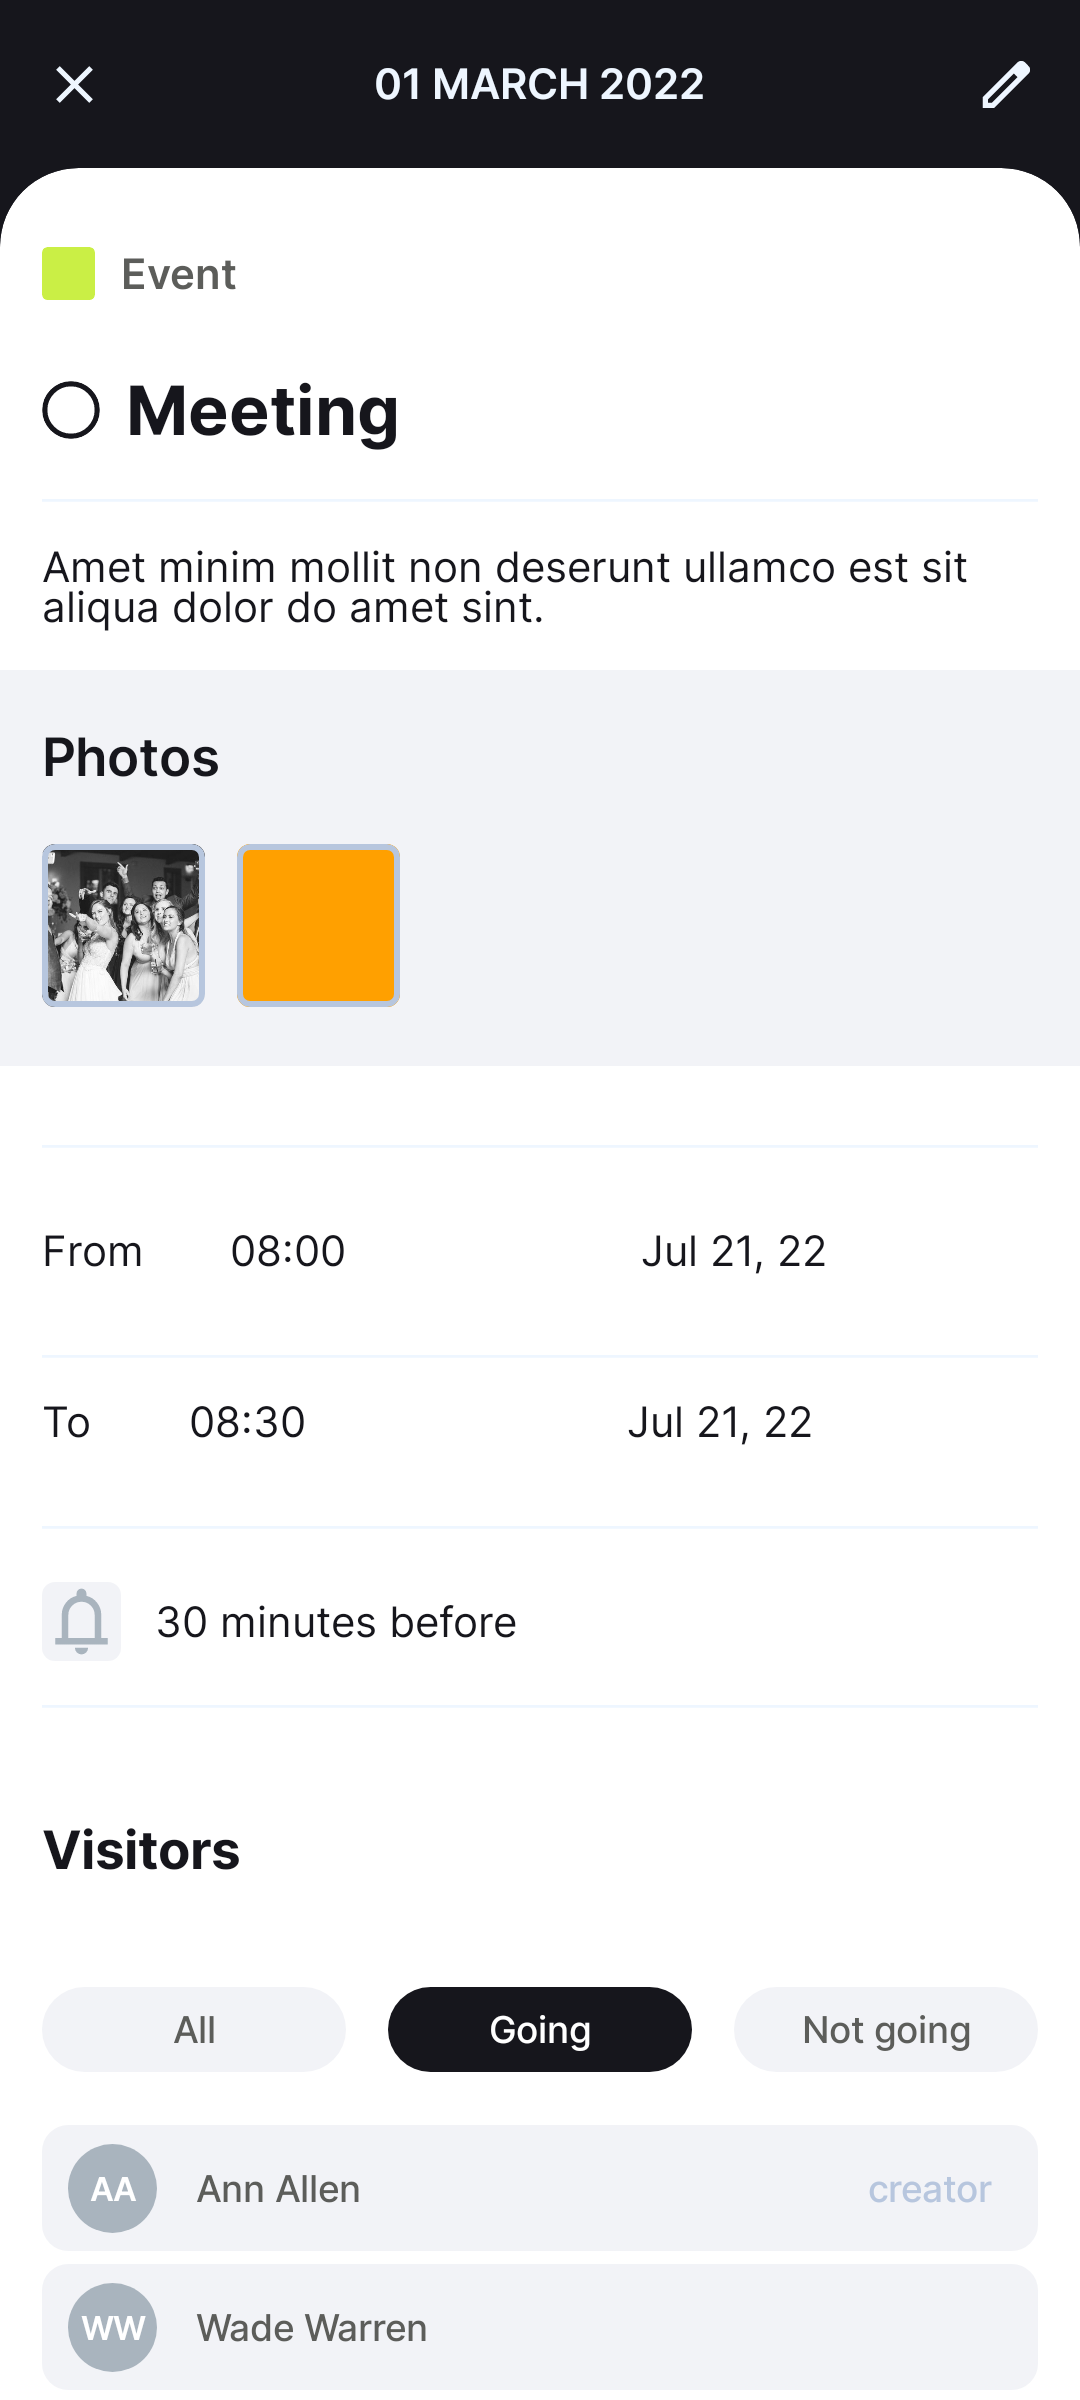 01 MARCH 2022
Event
Meeting
Amet minim mollit non deserunt ullamco est sit
aliqua dolor do amet sint.
Photos
From 08:00 Jul 21, 22
To 08:30 Jul 21, 22
30 minutes before
Visitors
All Going Not going
AA Ann Allen creator
WW Wade Warren